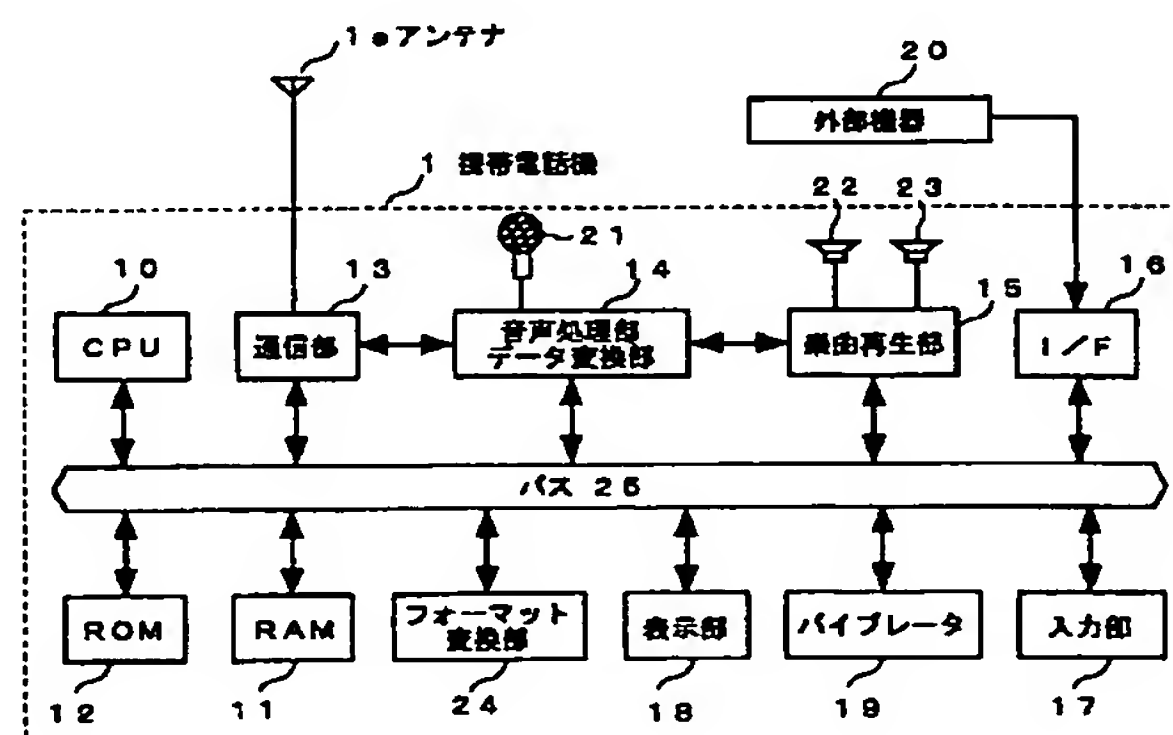 1aアンテナ
20
外部機器
1 携帯電話機
22
23
21
10
13
14
15
16
CPU
通信部
音声処理部
データ変換部
楽曲再生部
I/F
バス 25
ROM
RAM
フォーマット
変換部
表示部
バイブレータ
入力部
12
11
24
18
19
17